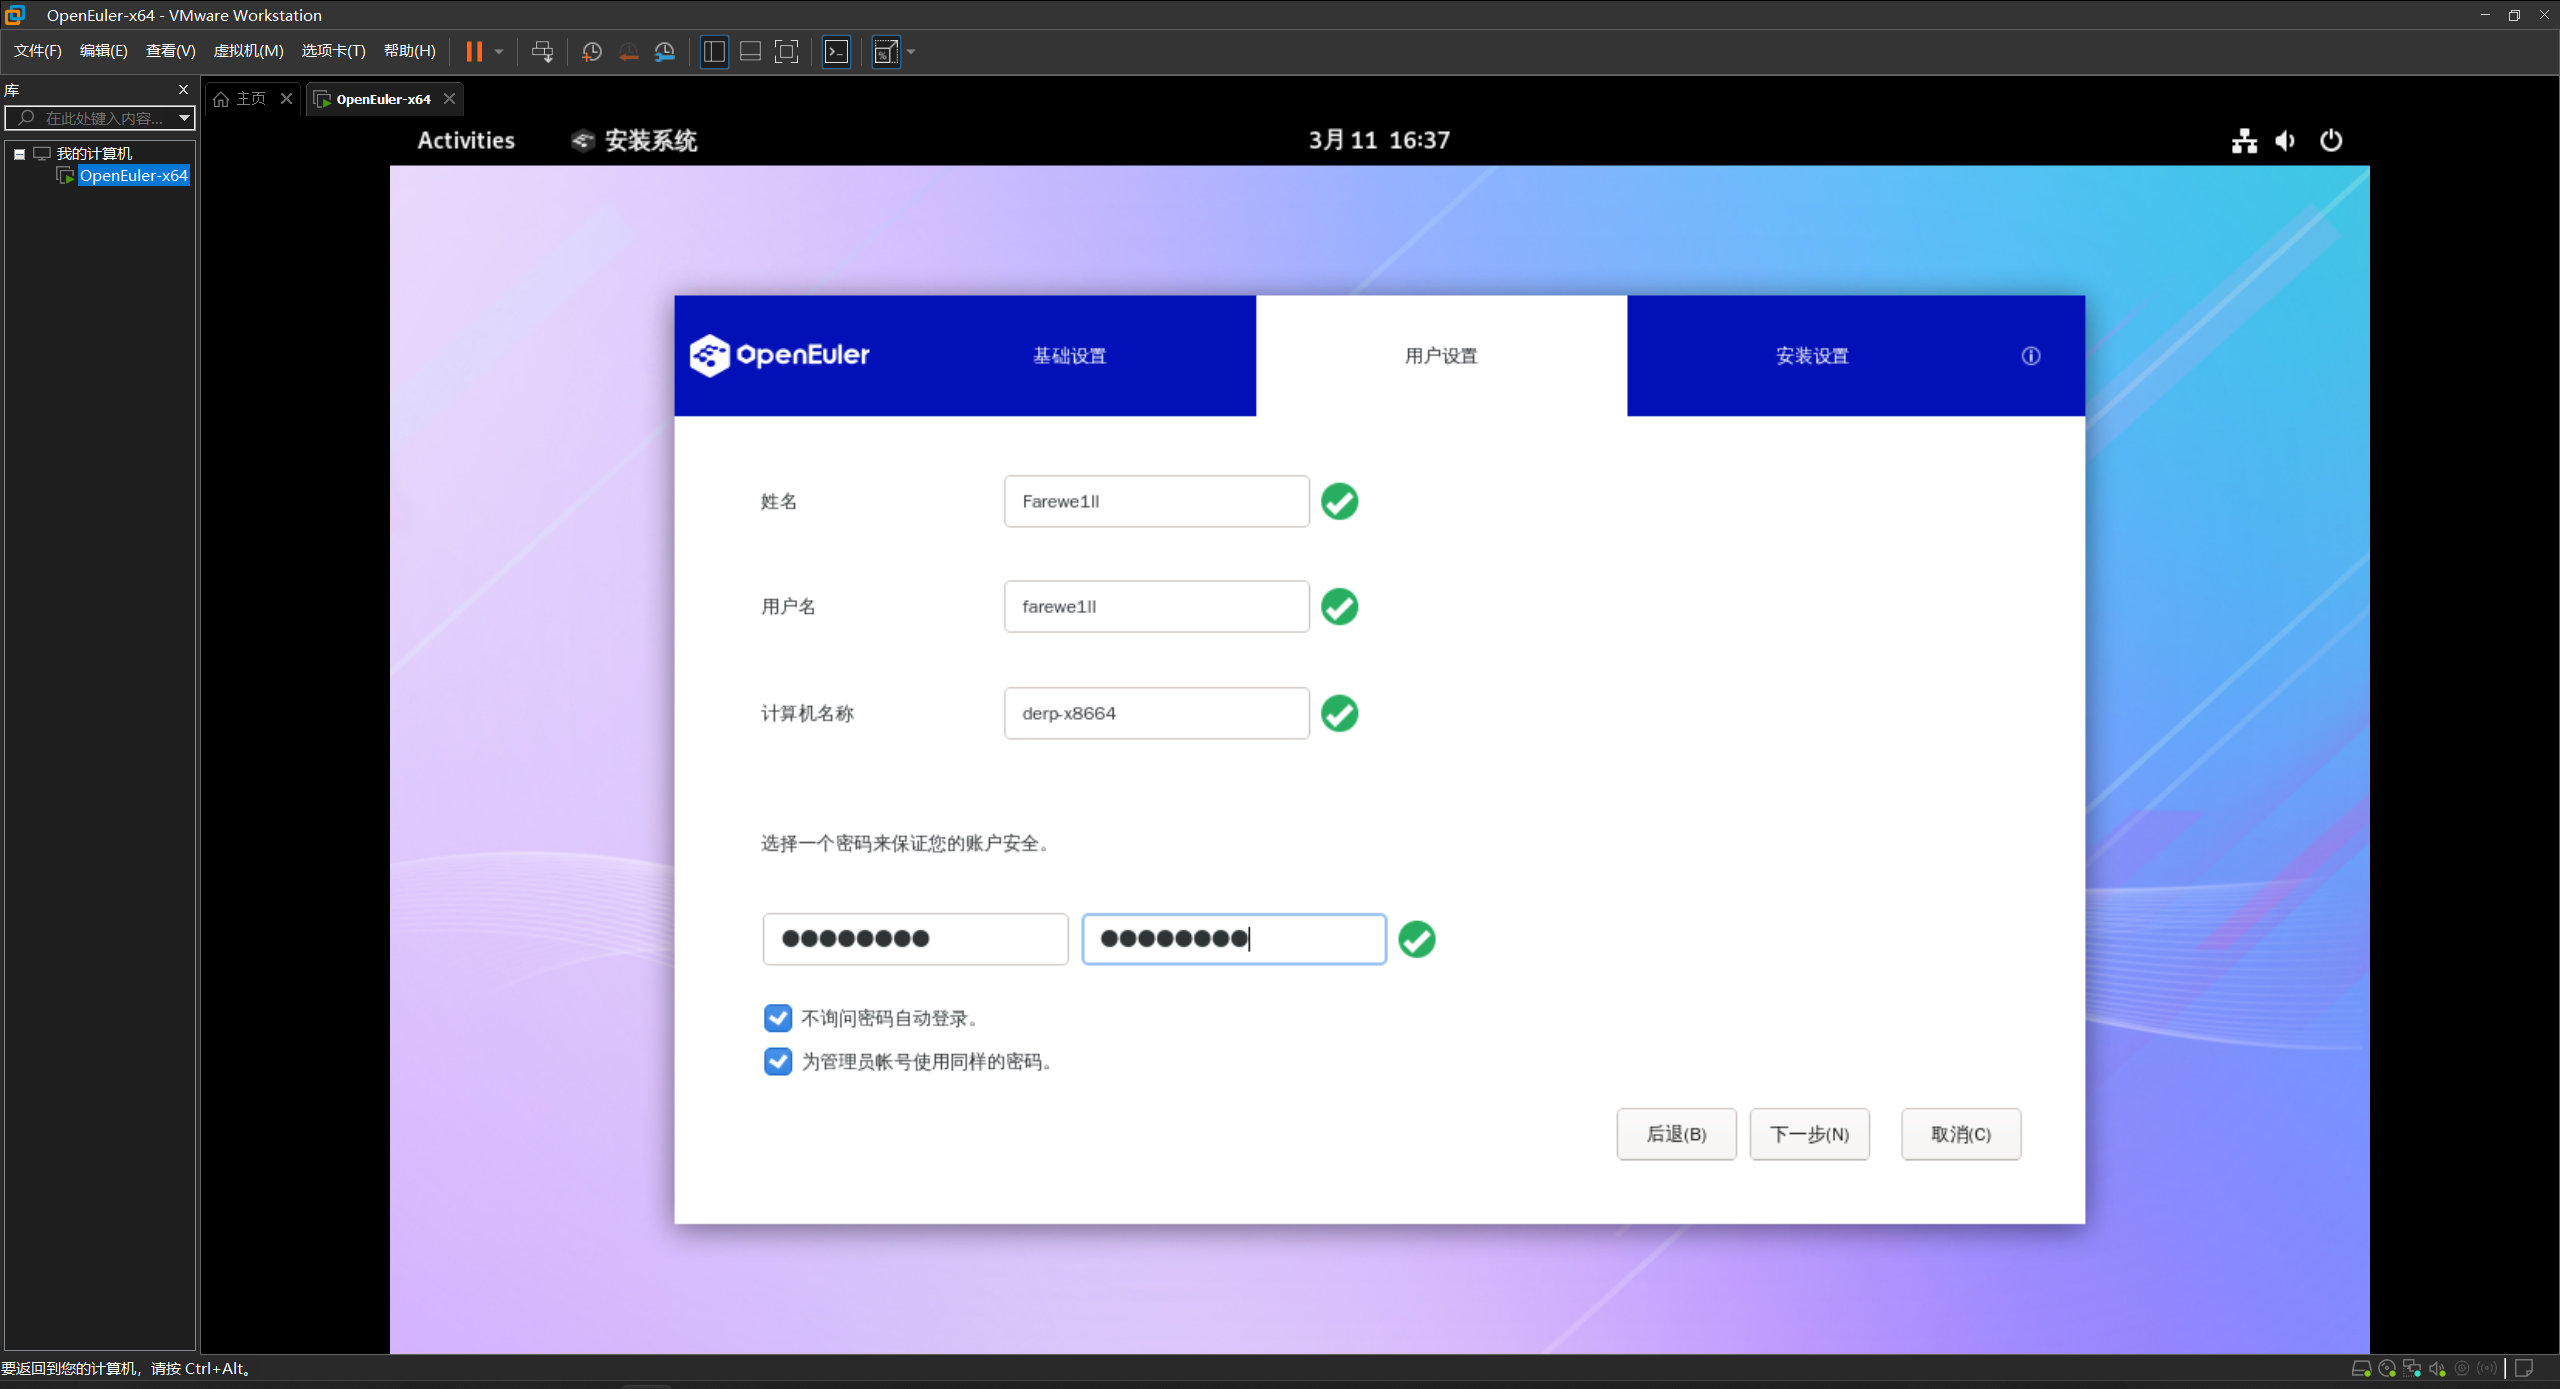 OpenEuler-x64 - VMware Workstation
文件(F) 编辑(E) 查看(V) 虚拟机(M) 选项卡(T) 帮助(H)
库
在此处键入内容...
我的计算机
OpenEuler-x64
主页
OpenEuler-x64
Activities 安装系统 3月 11 16:37
OpenEuler 基础设置 用户设置 安装设置
姓名 Farewe1ll
用户名 farewe1ll
计算机名称 derp-x8664
选择一个密码来保证您的账户安全。
●●●●●●●● ●●●●●●●●
不询问密码自动登录。
为管理员帐号使用同样的密码。
后退(B) 下一步(N) 取消(C)
要返回到您的计算机，请按 Ctrl+Alt。